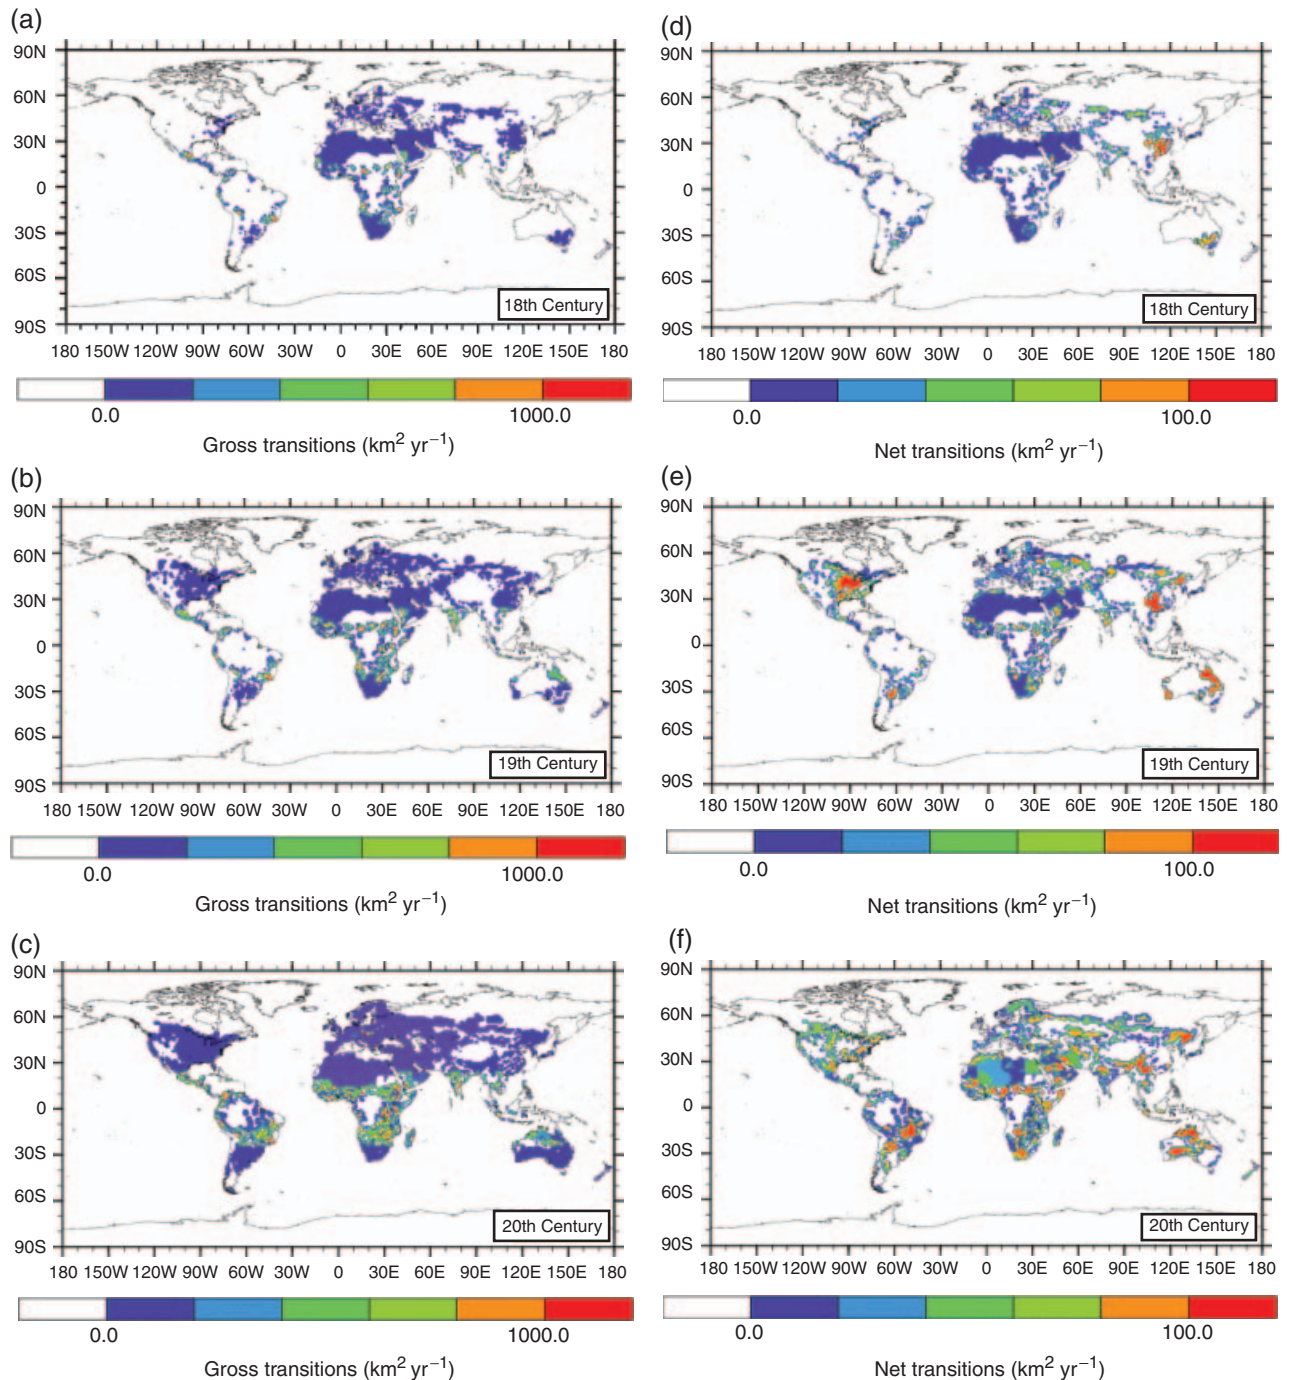 (a)
90N
60N
30N
0
30S
60S
90S
18th Century
180 150W 120W 90W 60W 30W 0 30E 60E 90E 120E 150E 180
0.0 1000.0
Gross transitions (km² yr⁻¹)
(d)
90N
60N
30N
0
30S
60S
90S
18th Century
180 150W 120W 90W 60W 30W 0 30E 60E 90E 120E 150E 180
0.0 100.0
Net transitions (km² yr⁻¹)
(b)
90N
60N
30N
0
30S
60S
90S
19th Century
180 150W 120W 90W 60W 30W 0 30E 60E 90E 120E 150E 180
0.0 1000.0
Gross transitions (km² yr⁻¹)
(e)
90N
60N
30N
0
30S
60S
90S
19th Century
180 150W 120W 90W 60W 30W 0 30E 60E 90E 120E 150E 180
0.0 100.0
Net transitions (km² yr⁻¹)
(c)
90N
60N
30N
0
30S
60S
90S
20th Century
180 150W 120W 90W 60W 30W 0 30E 60E 90E 120E 150E 180
0.0 1000.0
Gross transitions (km² yr⁻¹)
(f)
90N
60N
30N
0
30S
60S
90S
20th Century
180 150W 120W 90W 60W 30W 0 30E 60E 90E 120E 150E 180
0.0 100.0
Net transitions (km² yr⁻¹)